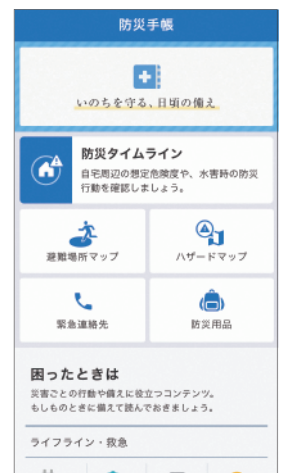 防災手帳
いのちを守る、日頃の備え
防災タイムライン
自宅周辺の想定危険度や、水害時の防災
行動を確認しましょう。
避難場所マップ
ハザードマップ
緊急連絡先
防災用品
困ったときは
災害ごとの行動や備えに役立つコンテンツ。
もしものときに備えて読んでおきましょう。
ライフライン・救急